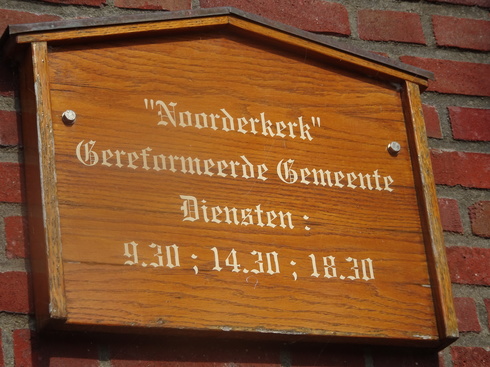 "Noorderkerk"
Gereformeerde Gemeente
Diensten :
9.30 ; 14.30 ; 18.30